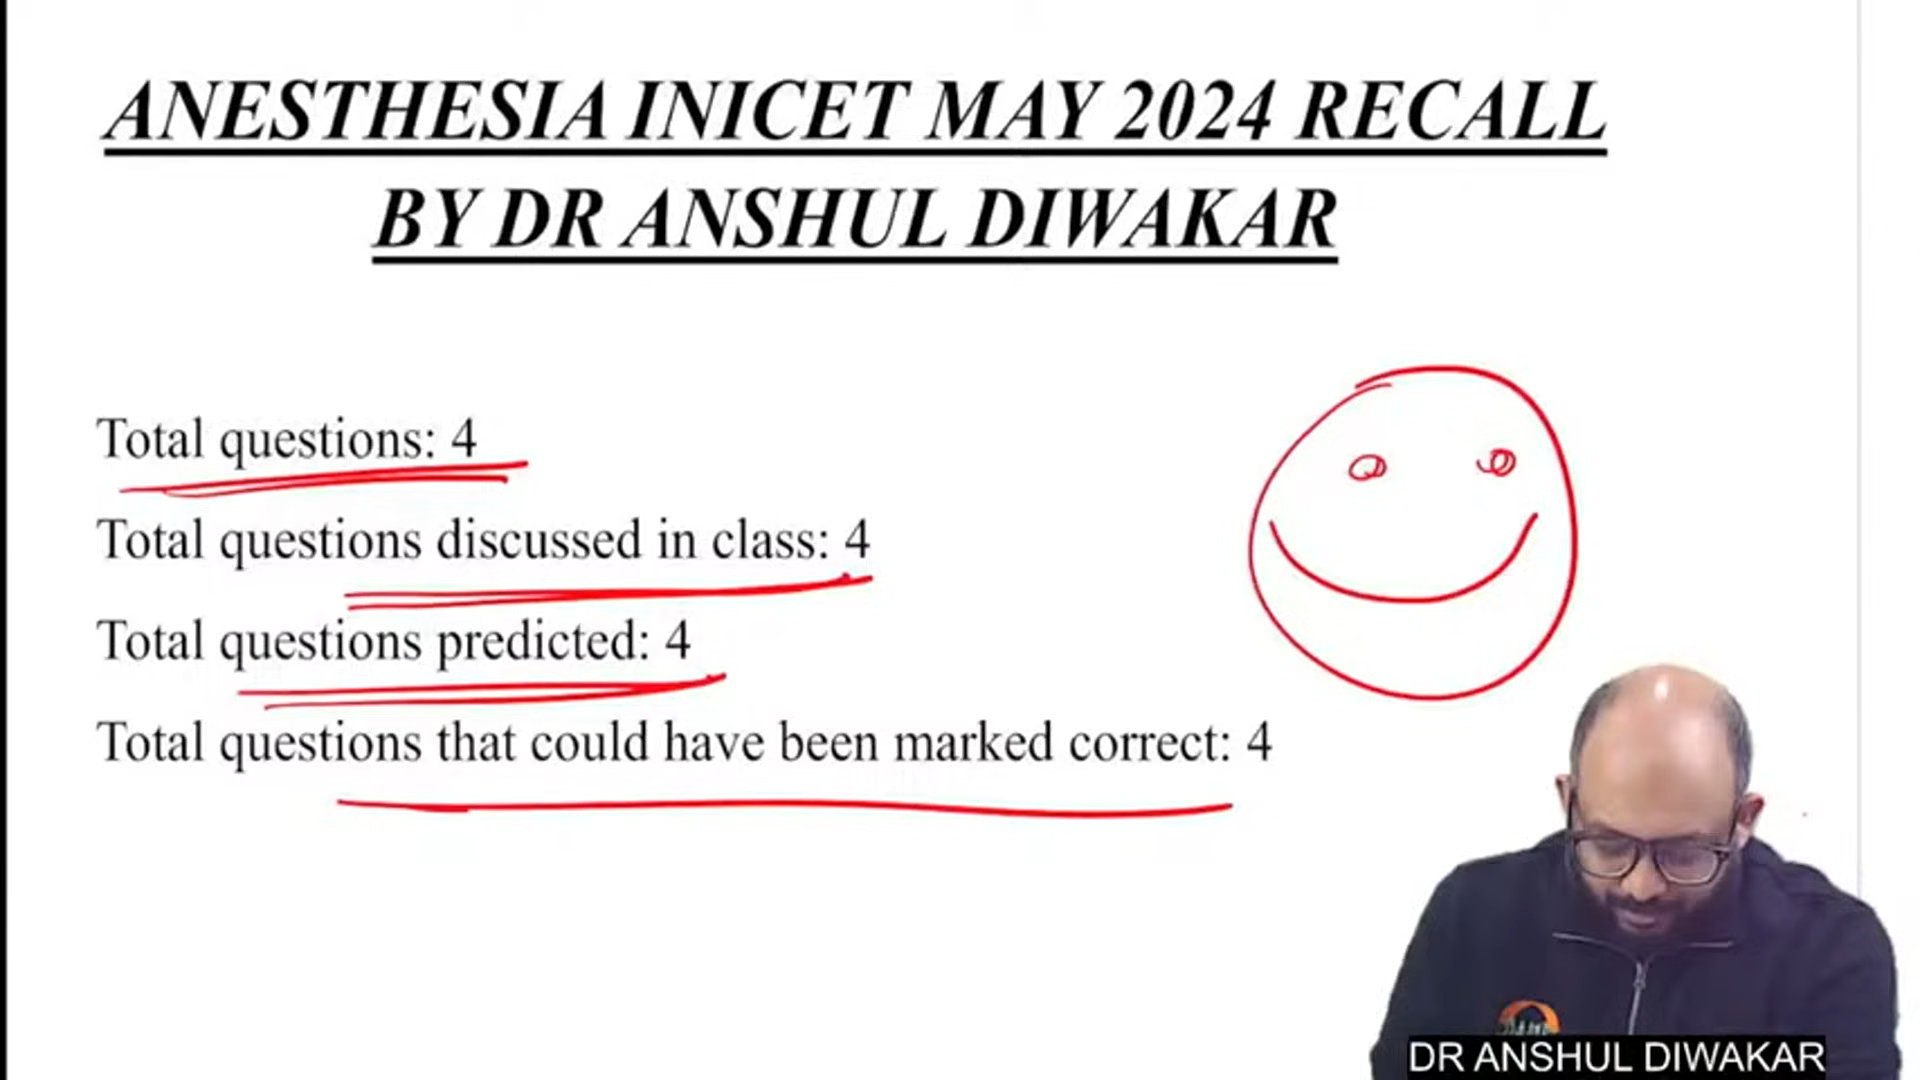 ANESTHESIA INICET MAY 2024 RECALL
BY DR ANSHUL DIWAKAR
Total questions: 4
Total questions discussed in class: 4
Total questions predicted: 4
Total questions that could have been marked correct: 4
DR ANSHUL DIWAKAR